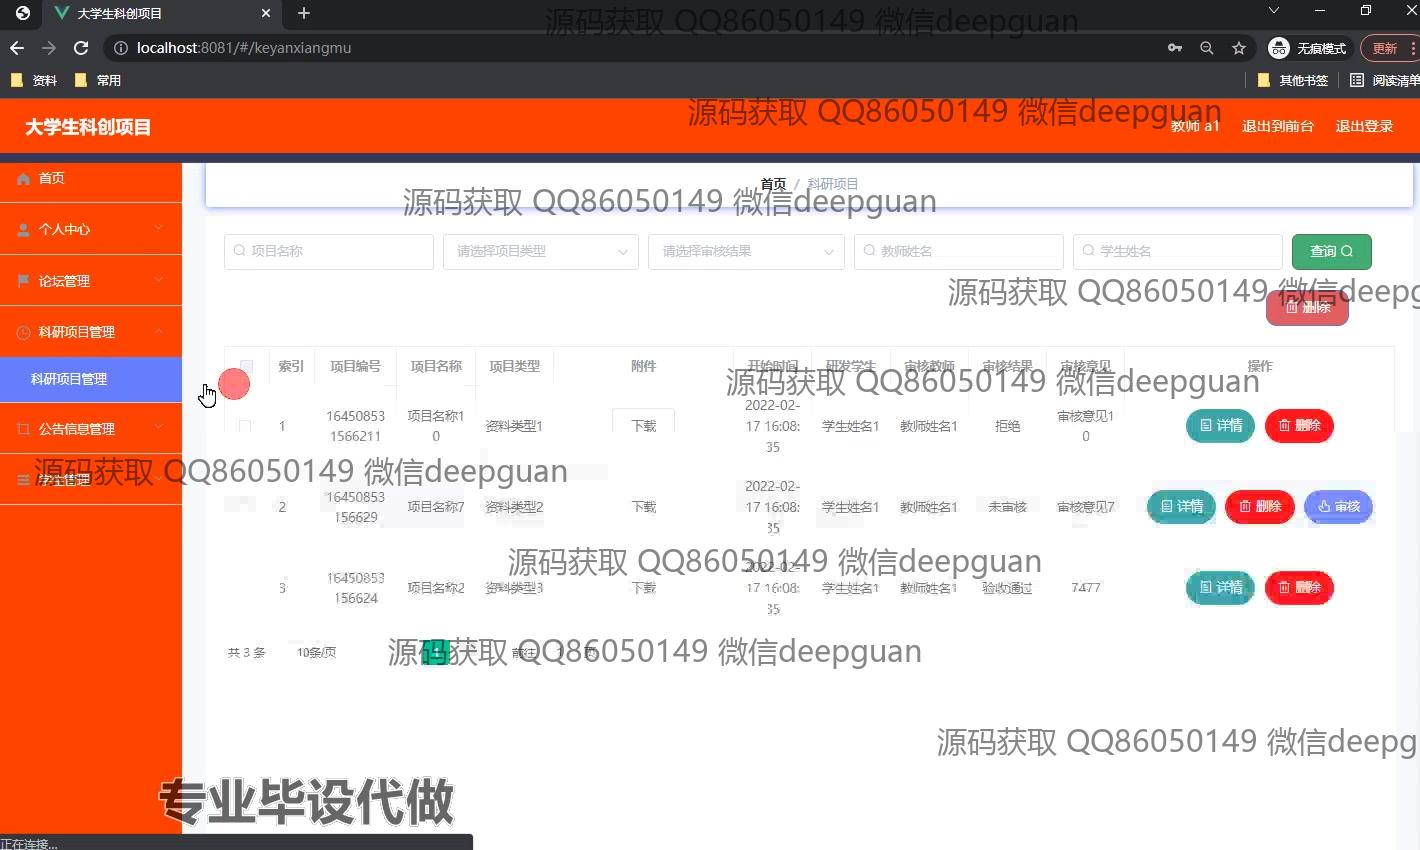 大学生科创项目
源码获取 QQ86050149 微信deepguan
localhost:8081/#/keyanxiangmu
无痕模式
更新
资料
常用
其他书签
阅读清单
大学生科创项目
源码获取 QQ86050149 微信deepguan
教师 a1
退出到前台
退出登录
首页
首页 / 科研项目
源码获取 QQ86050149 微信deepguan
个人中心
项目名称
请选择项目类型
请选择审核结果
教师姓名
学生姓名
查询
论坛管理
源码获取 QQ86050149 微信deepg
删除
科研项目管理
索引 项目编号 项目名称 项目类型 附件 开始时间 研发学生 审核教师 审核结果 审核意见 操作
科研项目管理
源码获取 QQ86050149 微信deepguan
1 16450853 项目名称1 资料类型1 下载 2022-02- 学生姓名1 教师姓名1 拒绝 审核意见1 详情 删除
1566211 0 17 16:08: 0
35
公告信息管理
源码获取 QQ86050149 微信deepguan
学生管理
2 16450853 项目名称7 资料类型2 下载 2022-02- 学生姓名1 教师姓名1 未审核 审核意见7 详情 删除 审核
156629 17 16:08:
35
源码获取 QQ86050149 微信deepguan
3 16450853 项目名称2 资料类型3 下载 2022-02- 学生姓名1 教师姓名1 验收通过 7477 详情 删除
156624 17 16:08:
35
共 3 条 10条/页 1 前往 1 页
源码获取 QQ86050149 微信deepguan
源码获取 QQ86050149 微信deepg
专业毕设代做
正在连接...